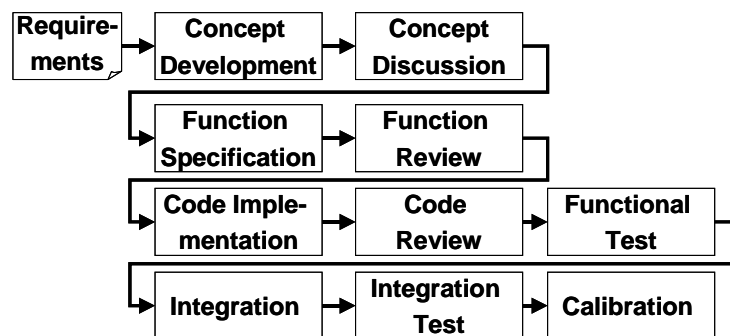 Require-
ments
Concept
Development
Concept
Discussion
Function
Specification
Function
Review
Code Imple-
mentation
Code
Review
Functional
Test
Integration
Integration
Test
Calibration